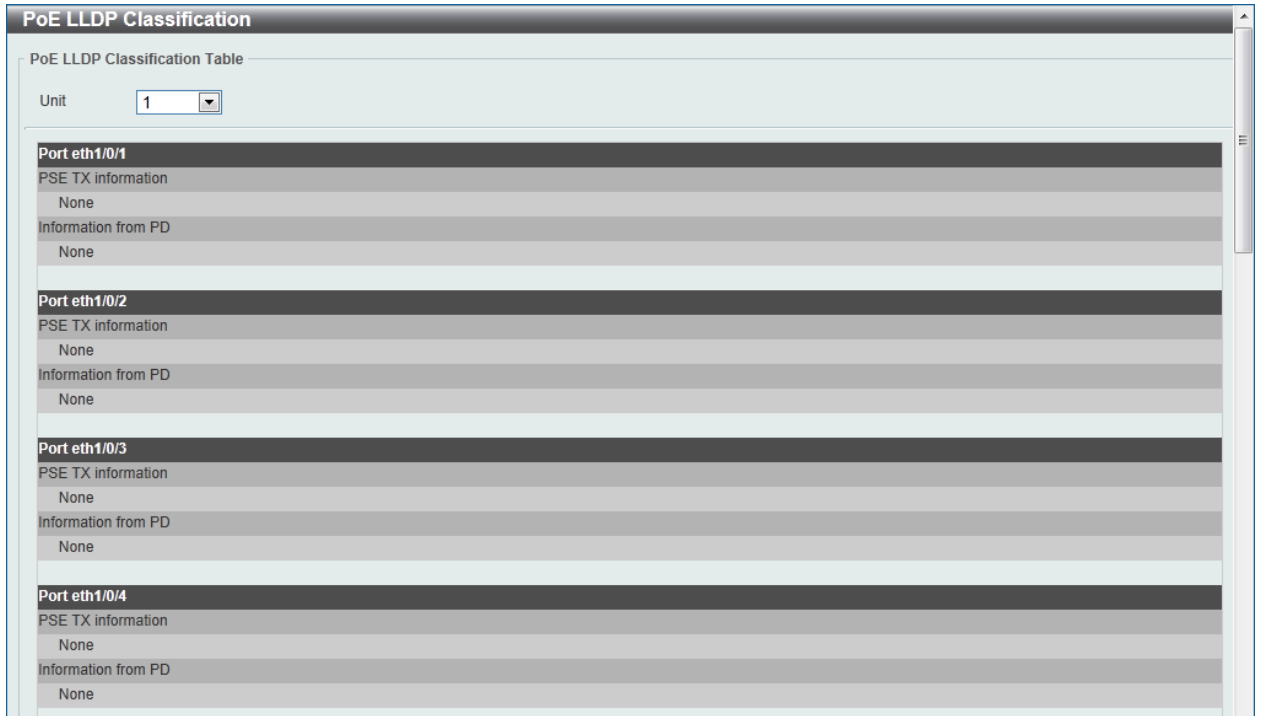 PoE LLDP Classification
PoE LLDP Classification Table
Unit 1
Port eth1/0/1
PSE TX information
None
Information from PD
None
Port eth1/0/2
PSE TX information
None
Information from PD
None
Port eth1/0/3
PSE TX information
None
Information from PD
None
Port eth1/0/4
PSE TX information
None
Information from PD
None